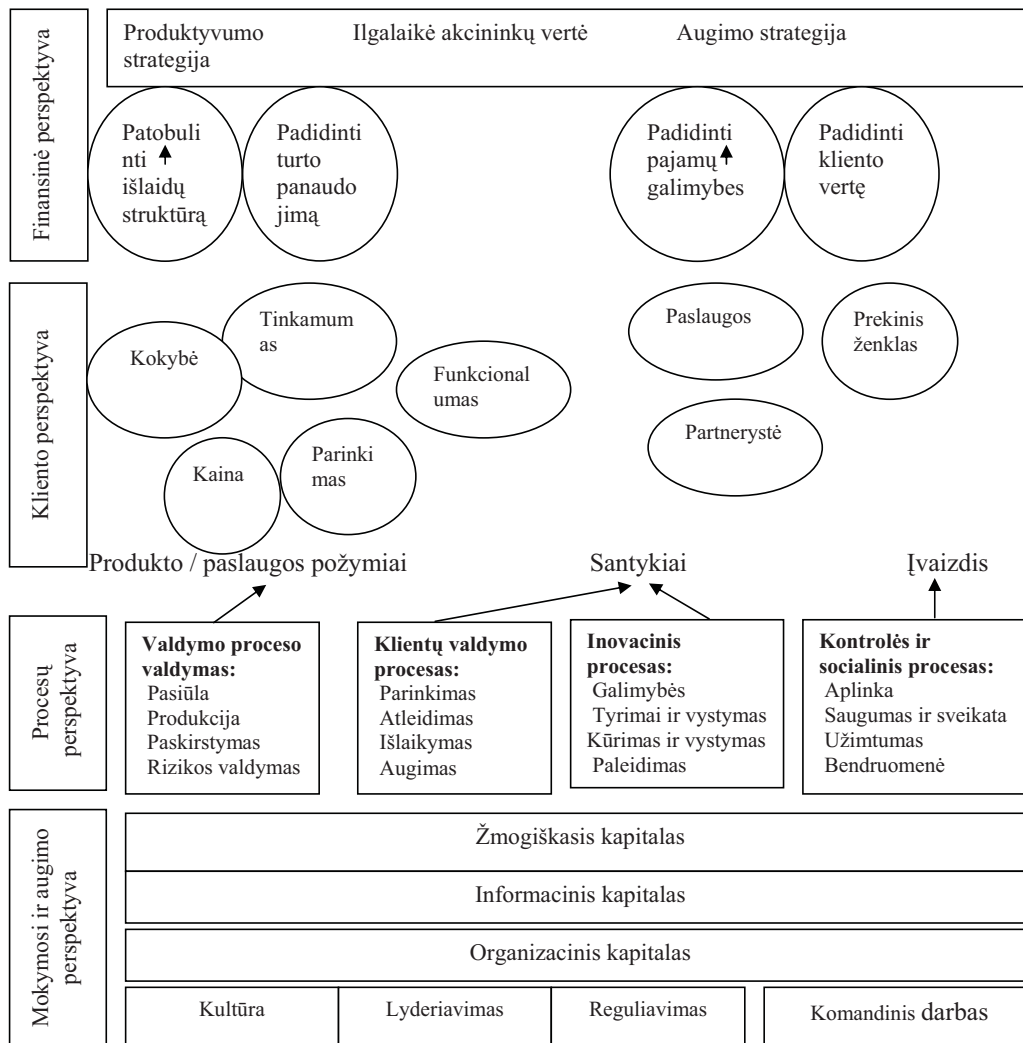 Finansinė perspektyva
Produktyvumo strategija
Ilgalaikė akcininkų vertė
Augimo strategija
Patobuli
nti
išlaidų
struktūrą
Padidinti
turto
panaudo
jimą
Padidinti
pajamų
galimybes
Padidinti
kliento
vertę
Kliento perspektyva
Kokybė
Tinkamum
as
Funkcional
umas
Kaina
Parinki
mas
Paslaugos
Prekinis
ženklas
Partnerystė
Produkto / paslaugos požymiai
Santykiai
Įvaizdis
Procesų
perspektyva
Valdymo proceso
valdymas:
Pasiūla
Produkcija
Paskirstymas
Rizikos valdymas
Klientų valdymo
procesas:
Parinkimas
Atleidimas
Išlaikymas
Augimas
Inovacinis
procesas:
Galimybės
Tyrimai ir vystymas
Kūrimas ir vystymas
Paleidimas
Kontrolės ir
socialinis procesas:
Aplinka
Saugumas ir sveikata
Užimtumas
Bendruomenė
Mokymosi ir augimo
perspektyva
Žmogiškasis kapitalas
Informacinis kapitalas
Organizacinis kapitalas
Kultūra
Lyderiavimas
Reguliavimas
Komandinis darbas